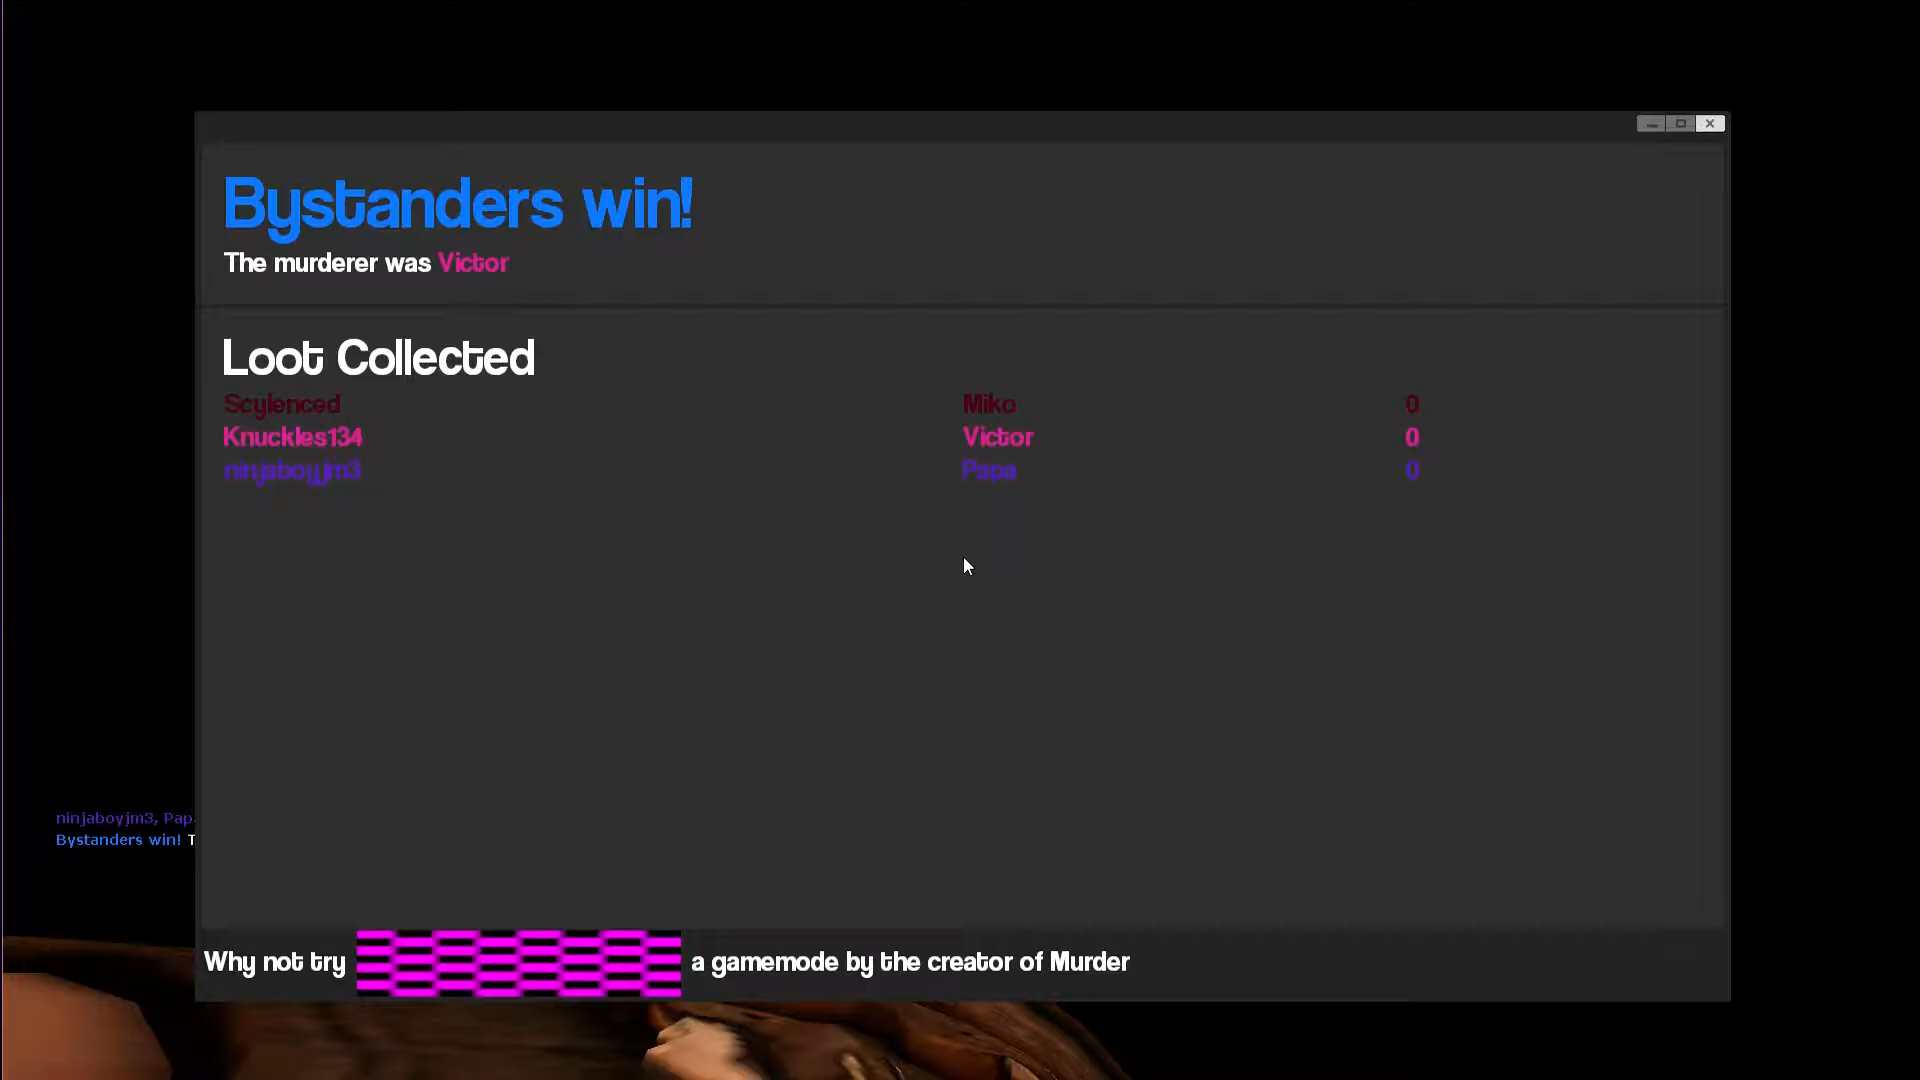 Bystanders win!
The murderer was Victor
Loot Collected
Scylenced Miko 0
Knuckles134 Victor 0
ninjaboyjm3 Papa 0
ninjaboyjm3, Pap
Bystanders win! T
Why not try a gamemode by the creator of Murder